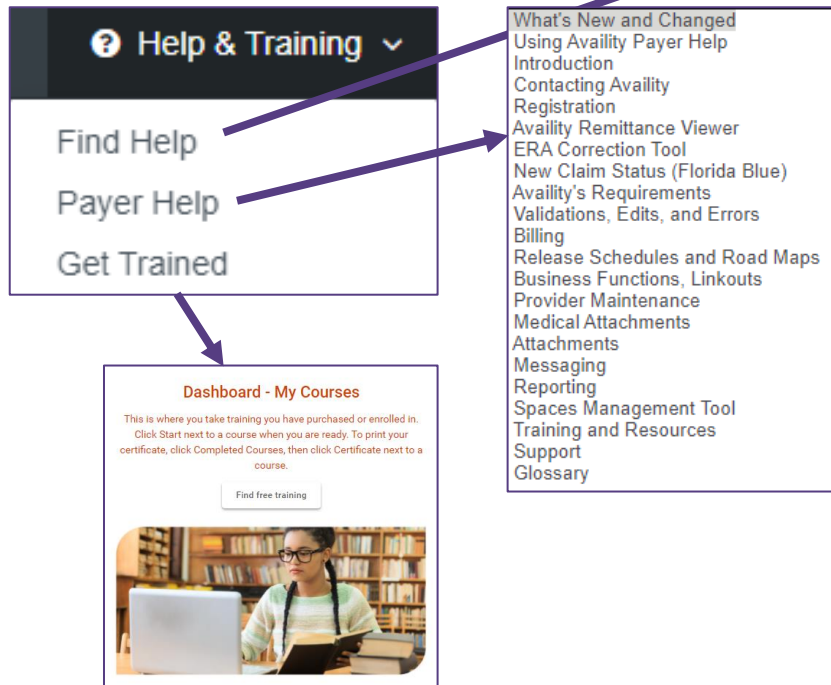 Help & Training
Find Help
Payer Help
Get Trained
What's New and Changed
Using Availity Payer Help
Introduction
Contacting Availity
Registration
Availity Remittance Viewer
ERA Correction Tool
New Claim Status (Florida Blue)
Availity's Requirements
Validations, Edits, and Errors
Billing
Release Schedules and Road Maps
Business Functions, Linkouts
Provider Maintenance
Medical Attachments
Attachments
Messaging
Reporting
Spaces Management Tool
Training and Resources
Support
Glossary
Dashboard - My Courses
This is where you take training you have purchased or enrolled in.
Click Start next to a course when you are ready. To print your
certificate, click Completed Courses, then click Certificate next to a
course.
Find free training